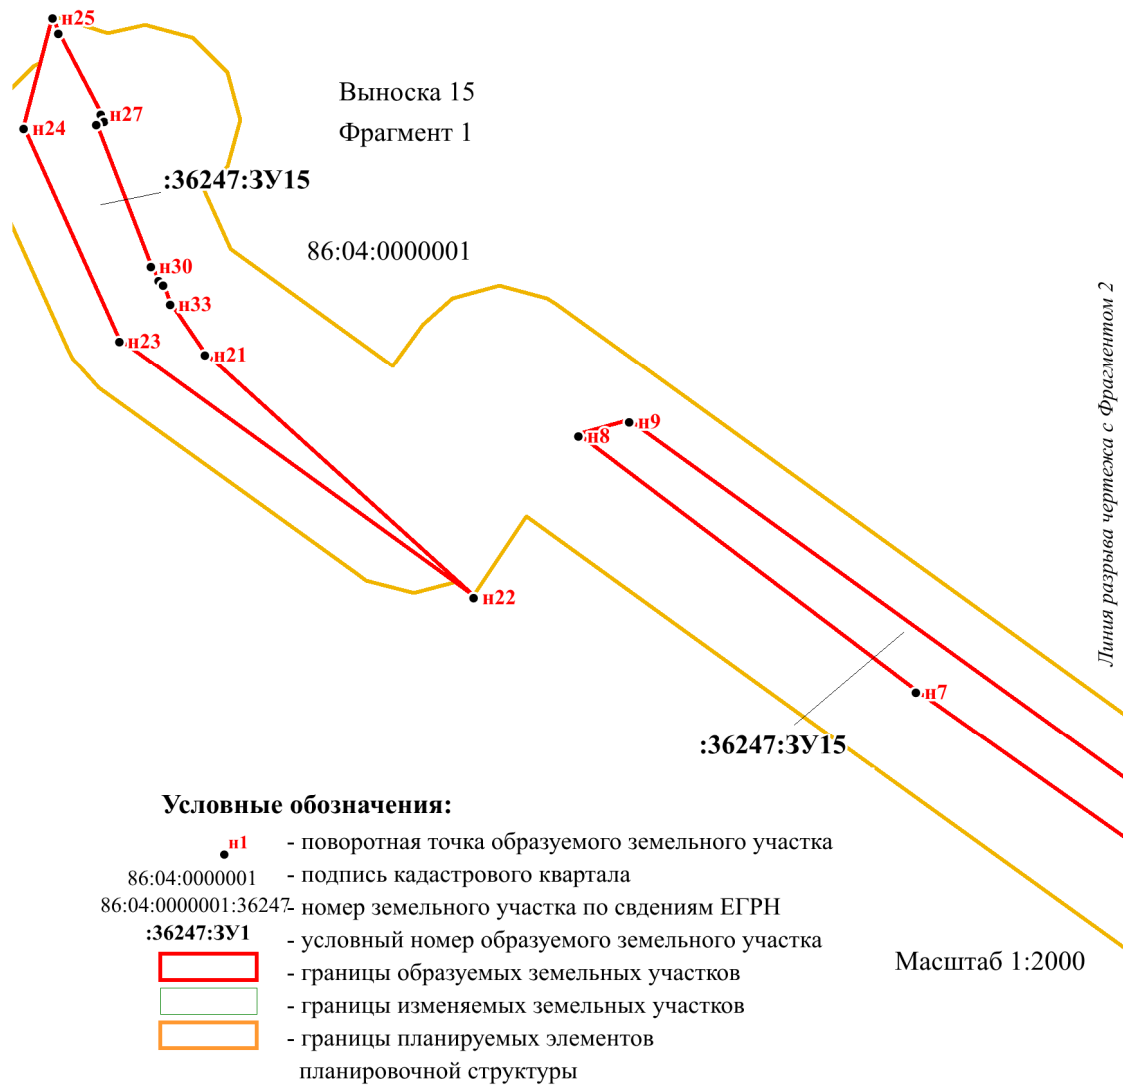 н25
Выноска 15
н27
н24
Фрагмент 1
:36247:ЗУ15
86:04:0000001
н30
н33
н23
н21
н9
н8
Линия разрыва чертежа с Фрагментом 2
н22
н7
:36247:ЗУ15
Условные обозначения:
н1
- поворотная точка образуемого земельного участка
86:04:0000001
- подпись кадастрового квартала
86:04:0000001:36247
- номер земельного участка по свдениям ЕГРН
:36247:ЗУ1
- условный номер образуемого земельного участка
Масштаб 1:2000
- границы образуемых земельных участков
- границы изменяемых земельных участков
- границы планируемых элементов
планировочной структуры